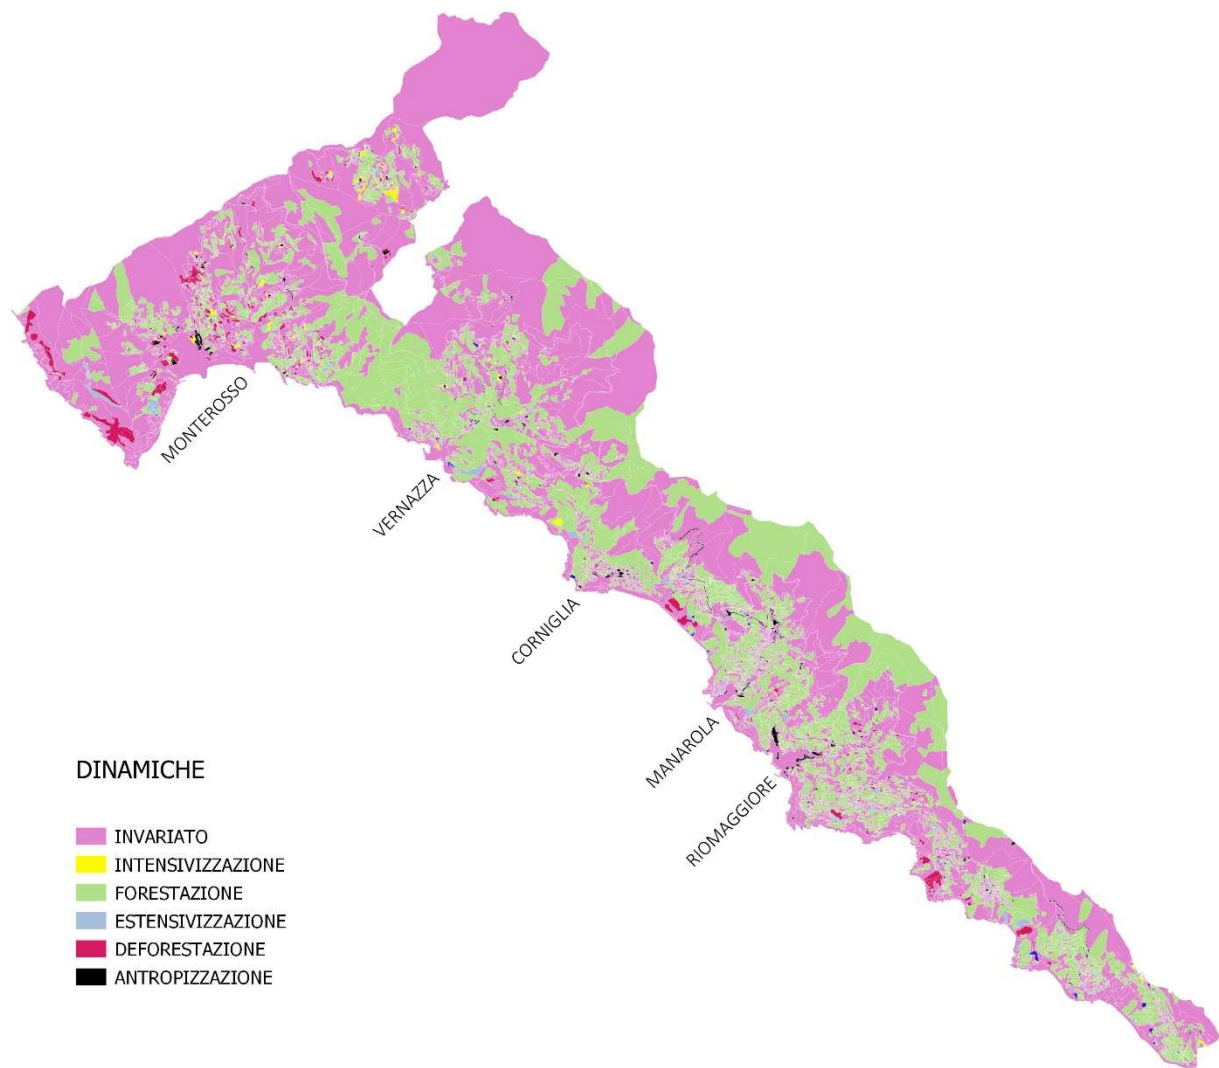 MONTEROSSO
VERNAZZA
CORNIGLIA
MANAROLA
RIOMAGGIORE
DINAMICHE
INVARIATO
INTENSIVIZZAZIONE
FORESTAZIONE
ESTENSIVIZZAZIONE
DEFORESTAZIONE
ANTROPIZZAZIONE